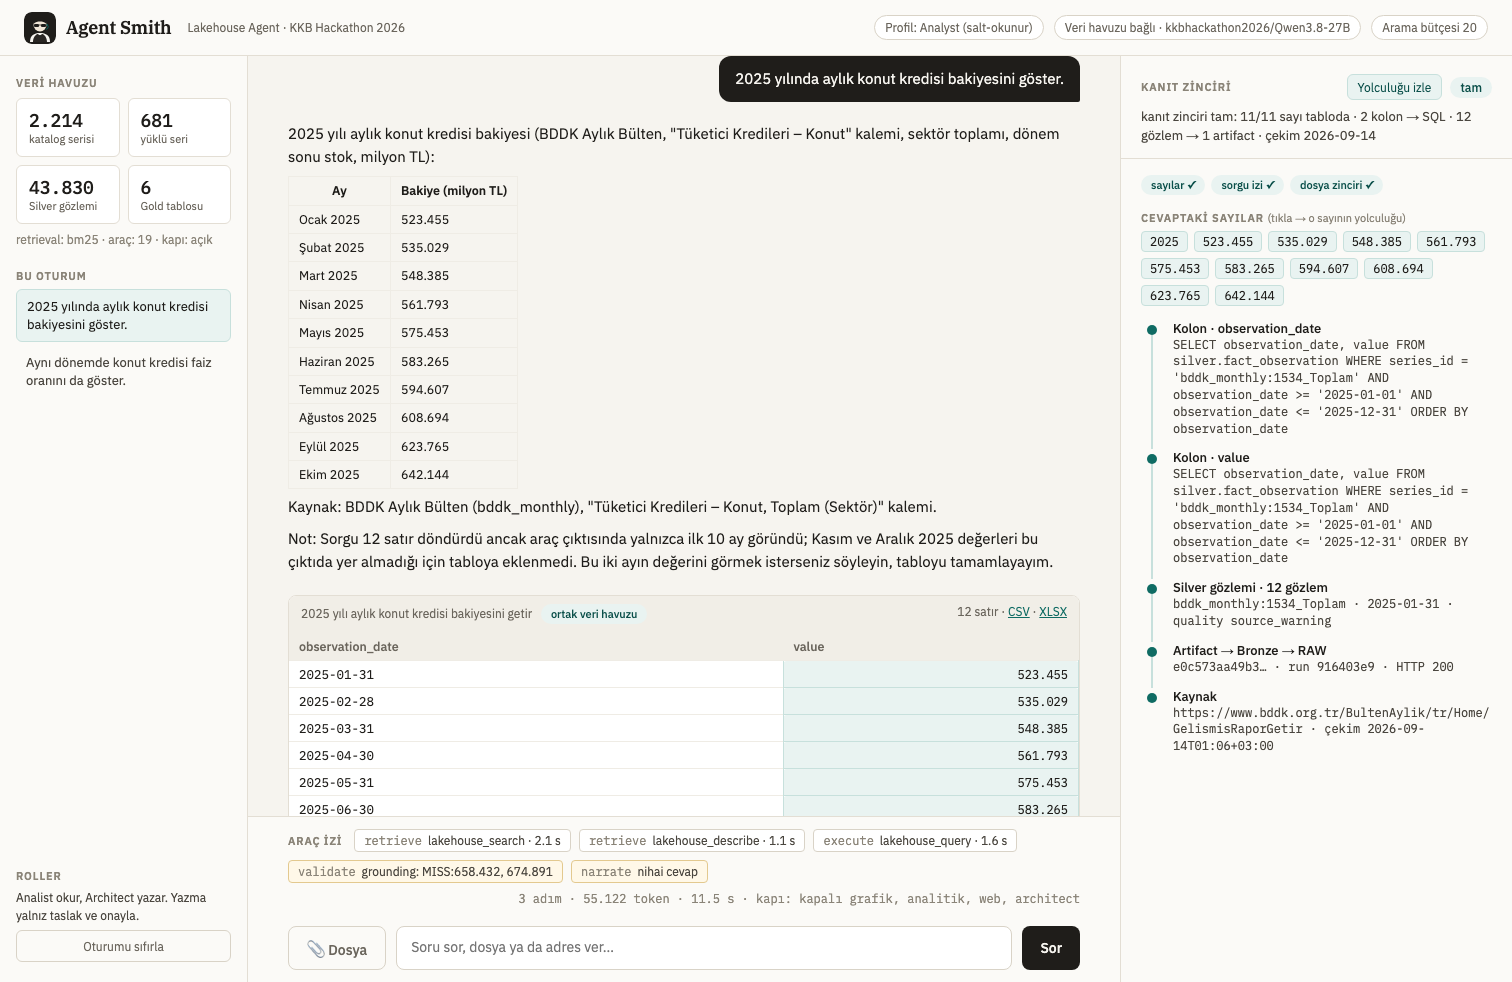 Agent Smith
Lakehouse Agent · KKB Hackathon 2026
Profil: Analyst (salt-okunur)
Veri havuzu bağlı · kkbhackathon2026/Qwen3.8-27B
Arama bütçesi 20
VERİ HAVUZU
2.214
katalog serisi
681
yüklü seri
43.830
Silver gözlemi
6
Gold tablosu
retrieval: bm25 · araç: 19 · kapı: açık
BU OTURUM
2025 yılında aylık konut kredisi
bakiyesini göster.
Aynı dönemde konut kredisi faiz
oranını da göster.
ROLLER
Analist okur, Architect yazar. Yazma
yalnız taslak ve onayla.
Oturumu sıfırla
2025 yılında aylık konut kredisi bakiyesini göster.
2025 yılı aylık konut kredisi bakiyesi (BDDK Aylık Bülten, "Tüketici Kredileri – Konut" kalemi, sektör toplamı, dönem
sonu stok, milyon TL):
Ay Bakiye (milyon TL)
Ocak 2025 523.455
Şubat 2025 535.029
Mart 2025 548.385
Nisan 2025 561.793
Mayıs 2025 575.453
Haziran 2025 583.265
Temmuz 2025 594.607
Ağustos 2025 608.694
Eylül 2025 623.765
Ekim 2025 642.144
Kaynak: BDDK Aylık Bülten (bddk_monthly), "Tüketici Kredileri – Konut, Toplam (Sektör)" kalemi.
Not: Sorgu 12 satır döndürdü ancak araç çıktısında yalnızca ilk 10 ay göründü; Kasım ve Aralık 2025 değerleri bu
çıktıda yer almadığı için tabloya eklenmedi. Bu iki ayın değerini görmek isterseniz söyleyin, tabloyu tamamlayayım.
2025 yılı aylık konut kredisi bakiyesini getir ortak veri havuzu 12 satır · CSV · XLSX
observation_date value
2025-01-31 523.455
2025-02-28 535.029
2025-03-31 548.385
2025-04-30 561.793
2025-05-31 575.453
2025-06-30 583.265
ARAÇ İZİ retrieve lakehouse_search · 2.1 s retrieve lakehouse_describe · 1.1 s execute lakehouse_query · 1.6 s
validate grounding: MISS:658.432, 674.891 narrate nihai cevap
3 adım · 55.122 token · 11.5 s · kapı: kapalı grafik, analitik, web, architect
📎 Dosya
Soru sor, dosya ya da adres ver...
Sor
KANIT ZİNCİRİ Yolculuğu izle tam
kanıt zinciri tam: 11/11 sayı tabloda · 2 kolon → SQL · 12
gözlem → 1 artifact · çekim 2026-09-14
sayılar ✓ sorgu izi ✓ dosya zinciri ✓
CEVAPTAKİ SAYILAR (tıkla → o sayının yolculuğu)
2025 523.455 535.029 548.385 561.793
575.453 583.265 594.607 608.694
623.765 642.144
Kolon · observation_date
SELECT observation_date, value FROM
silver.fact_observation WHERE series_id =
'bddk_monthly:1534_Toplam' AND
observation_date >= '2025-01-01' AND
observation_date <= '2025-12-31' ORDER BY
observation_date
Kolon · value
SELECT observation_date, value FROM
silver.fact_observation WHERE series_id =
'bddk_monthly:1534_Toplam' AND
observation_date >= '2025-01-01' AND
observation_date <= '2025-12-31' ORDER BY
observation_date
Silver gözlemi · 12 gözlem
bddk_monthly:1534_Toplam · 2025-01-31 ·
quality source_warning
Artifact → Bronze → RAW
e0c573aa49b3… · run 916403e9 · HTTP 200
Kaynak
https://www.bddk.org.tr/BultenAylik/tr/Home/
GelismisRaporGetir · çekim 2026-09-
14T01:06+03:00